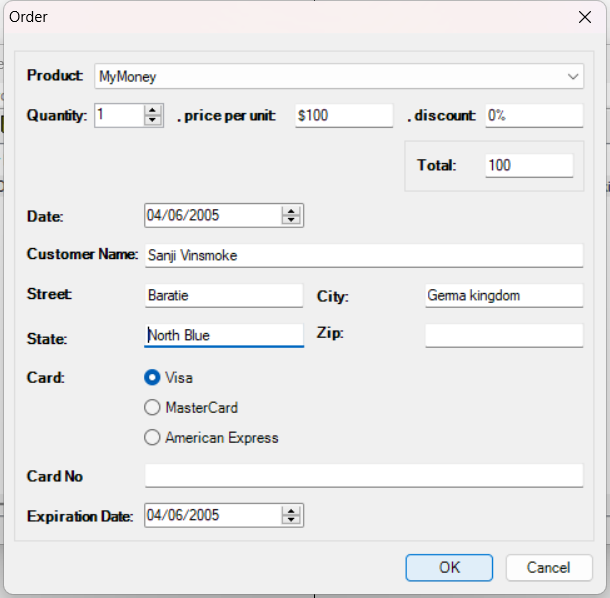 Order
Product: MyMoney
Quantity: 1 . price per unit: $100 . discount: 0%
Total: 100
Date: 04/06/2005
Customer Name: Sanji Vinsmoke
Street: Baratie City: Germa kingdom
State: North Blue Zip:
Card: Visa
MasterCard
American Express
Card No
Expiration Date: 04/06/2005
OK Cancel